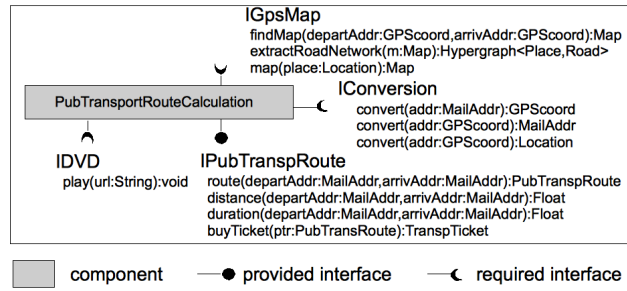 IGpsMap
findMap(departAddr:GPScoord,arrivAddr:GPScoord):Map
extractRoadNetwork(m:Map):Hypergraph<Place,Road>
map(place:Location):Map
PubTransportRouteCalculation
IConversion
convert(addr:MailAddr):GPScoord
convert(addr:GPScoord):MailAddr
convert(addr:GPScoord):Location
IDVD
play(url:String):void
IPubTranspRoute
route(departAddr:MailAddr,arrivAddr:MailAddr):PubTranspRoute
distance(departAddr:MailAddr,arrivAddr:MailAddr):Float
duration(departAddr:MailAddr,arrivAddr:MailAddr):Float
buyTicket(ptr:PubTransRoute):TranspTicket
component provided interface required interface